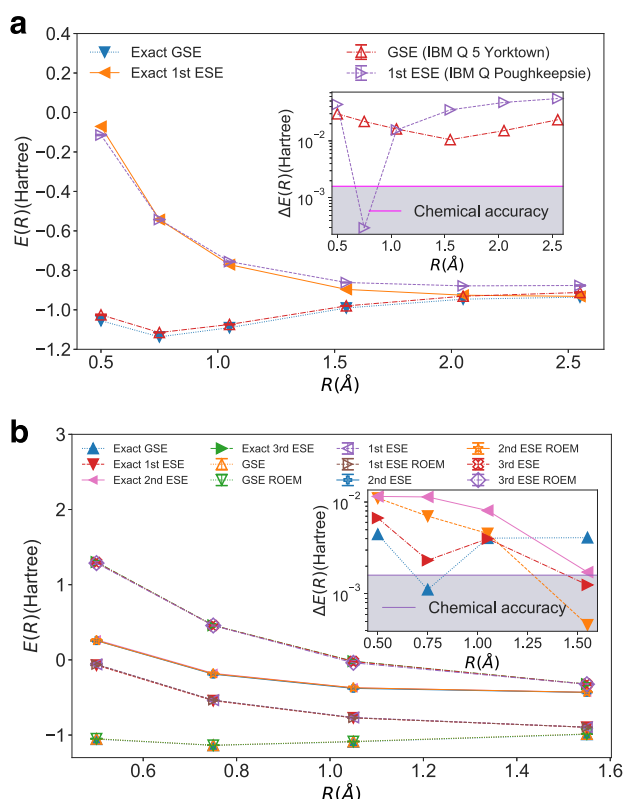 a
Exact GSE
Exact 1st ESE
GSE (IBM Q 5 Yorktown)
1st ESE (IBM Q Poughkeepsie)
E(R)(Hartree)
0.4
0.2
0.0
−0.2
−0.4
−0.6
−0.8
−1.0
−1.2
0.5
1.0
1.5
2.0
2.5
R(Å)
ΔE(R)(Hartree)
10⁻²
10⁻³
Chemical accuracy
0.5 1.0 1.5 2.0 2.5
R(Å)
b
Exact GSE
Exact 1st ESE
Exact 2nd ESE
Exact 3rd ESE
GSE
GSE ROEM
1st ESE
1st ESE ROEM
2nd ESE
2nd ESE ROEM
3rd ESE
3rd ESE ROEM
E(R)(Hartree)
3
2
1
0
−1
0.6 0.8 1.0 1.2 1.4 1.6
R(Å)
ΔE(R)(Hartree)
10⁻²
10⁻³
Chemical accuracy
0.50 0.75 1.00 1.25 1.50
R(Å)